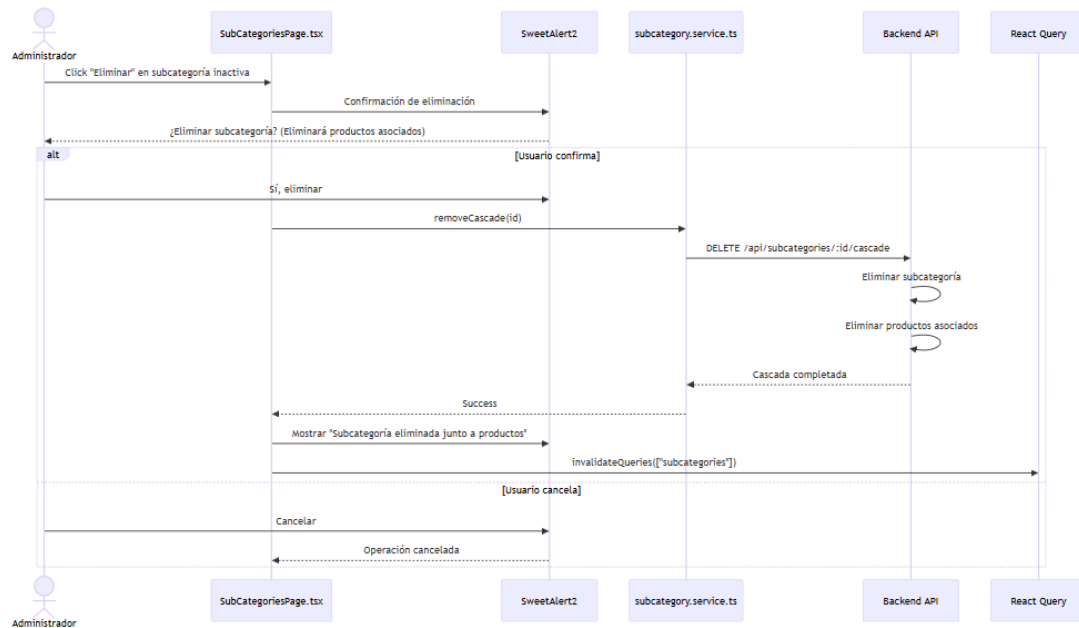 Administrador
SubCategoriesPage.tsx
SweetAlert2
subcategory.service.ts
Backend API
React Query
Click "Eliminar" en subcategoría inactiva
Confirmación de eliminación
¿Eliminar subcategoría? (Eliminará productos asociados)
alt
[Usuario confirma]
Sí, eliminar
removeCascade(id)
DELETE /api/subcategories/:id/cascade
Eliminar subcategoría
Eliminar productos asociados
Cascada completada
Success
Mostrar "Subcategoría eliminada junto a productos"
invalidateQueries(["subcategories"])
[Usuario cancela]
Cancelar
Operación cancelada
Administrador
SubCategoriesPage.tsx
SweetAlert2
subcategory.service.ts
Backend API
React Query